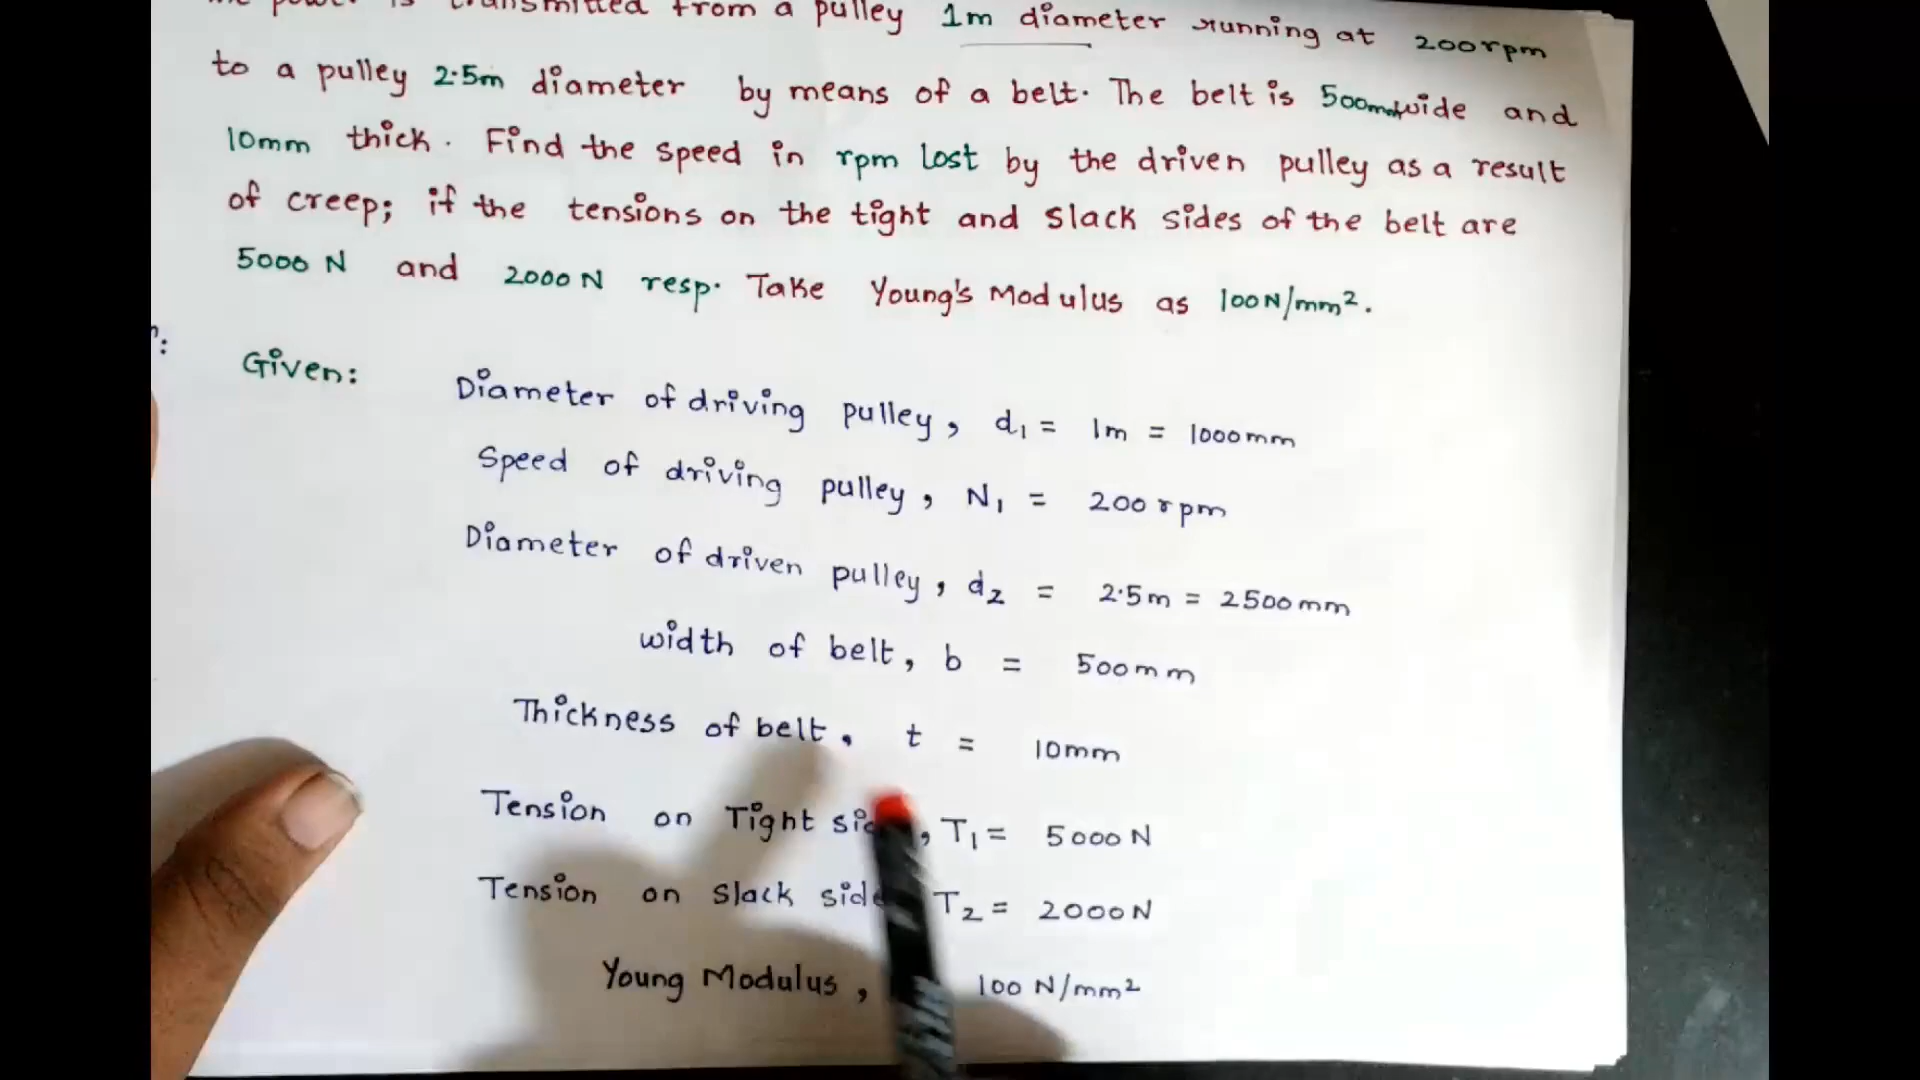 power is transmitted from a pulley 1m diameter running at 200rpm
to a pulley 2.5m diameter by means of a belt. The belt is 500mm wide and
10mm thick. Find the speed in rpm lost by the driven pulley as a result
of creep; if the tensions on the tight and slack sides of the belt are
5000 N and 2000 N resp. Take Young's Modulus as 100N/mm².
Given:
Diameter of driving pulley, d₁ = 1m = 1000mm
Speed of driving pulley, N₁ = 200 rpm
Diameter of driven pulley, d₂ = 2.5m = 2500mm
width of belt, b = 500mm
Thickness of belt, t = 10mm
Tension on Tight , T₁ = 5000 N
Tension on Slack T₂ = 2000N
Young Modulus, 100 N/mm²